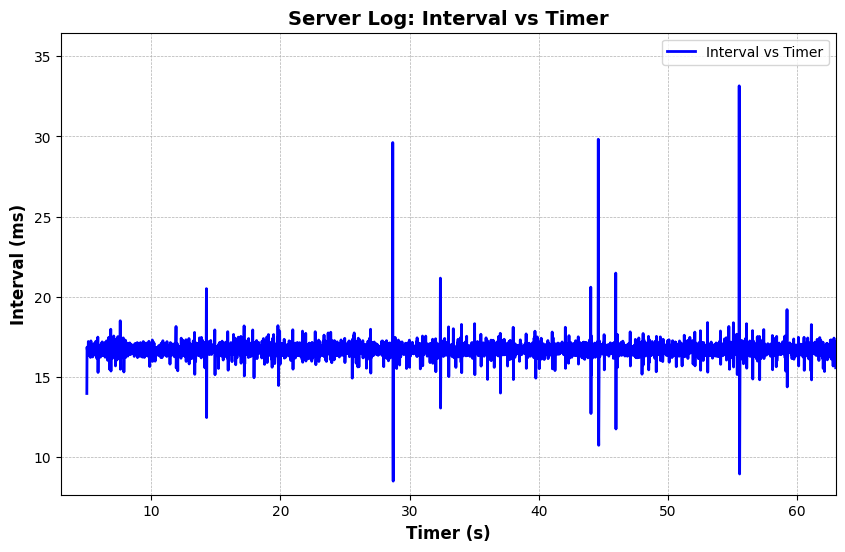 Server Log: Interval vs Timer
Interval vs Timer
35
30
25
20
15
10
Interval (ms)
10 20 30 40 50 60
Timer (s)